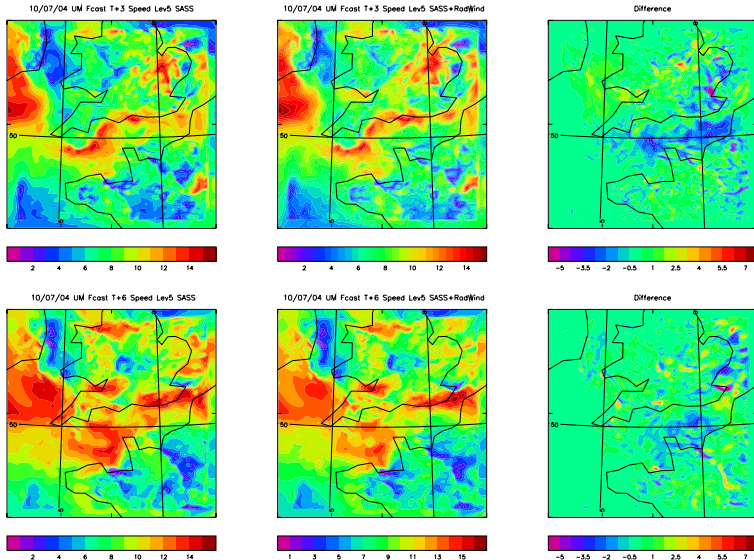 10/07/04 UM Fcast T+3 Speed Lev5 SASS
10/07/04 UM Fcast T+3 Speed Lev5 SASS+RadWind
Difference
50
50
50
2 4 6 8 10 12 14
2 4 6 8 10 12 14
-5 -3.5 -2 -0.5 1 2.5 4 5.5 7
10/07/04 UM Fcast T+6 Speed Lev5 SASS
10/07/04 UM Fcast T+6 Speed Lev5 SASS+RadWind
Difference
50
50
50
2 4 6 8 10 12 14
1 3 5 7 9 11 13 15
-5 -3.5 -2 -0.5 1 2.5 4 5.5